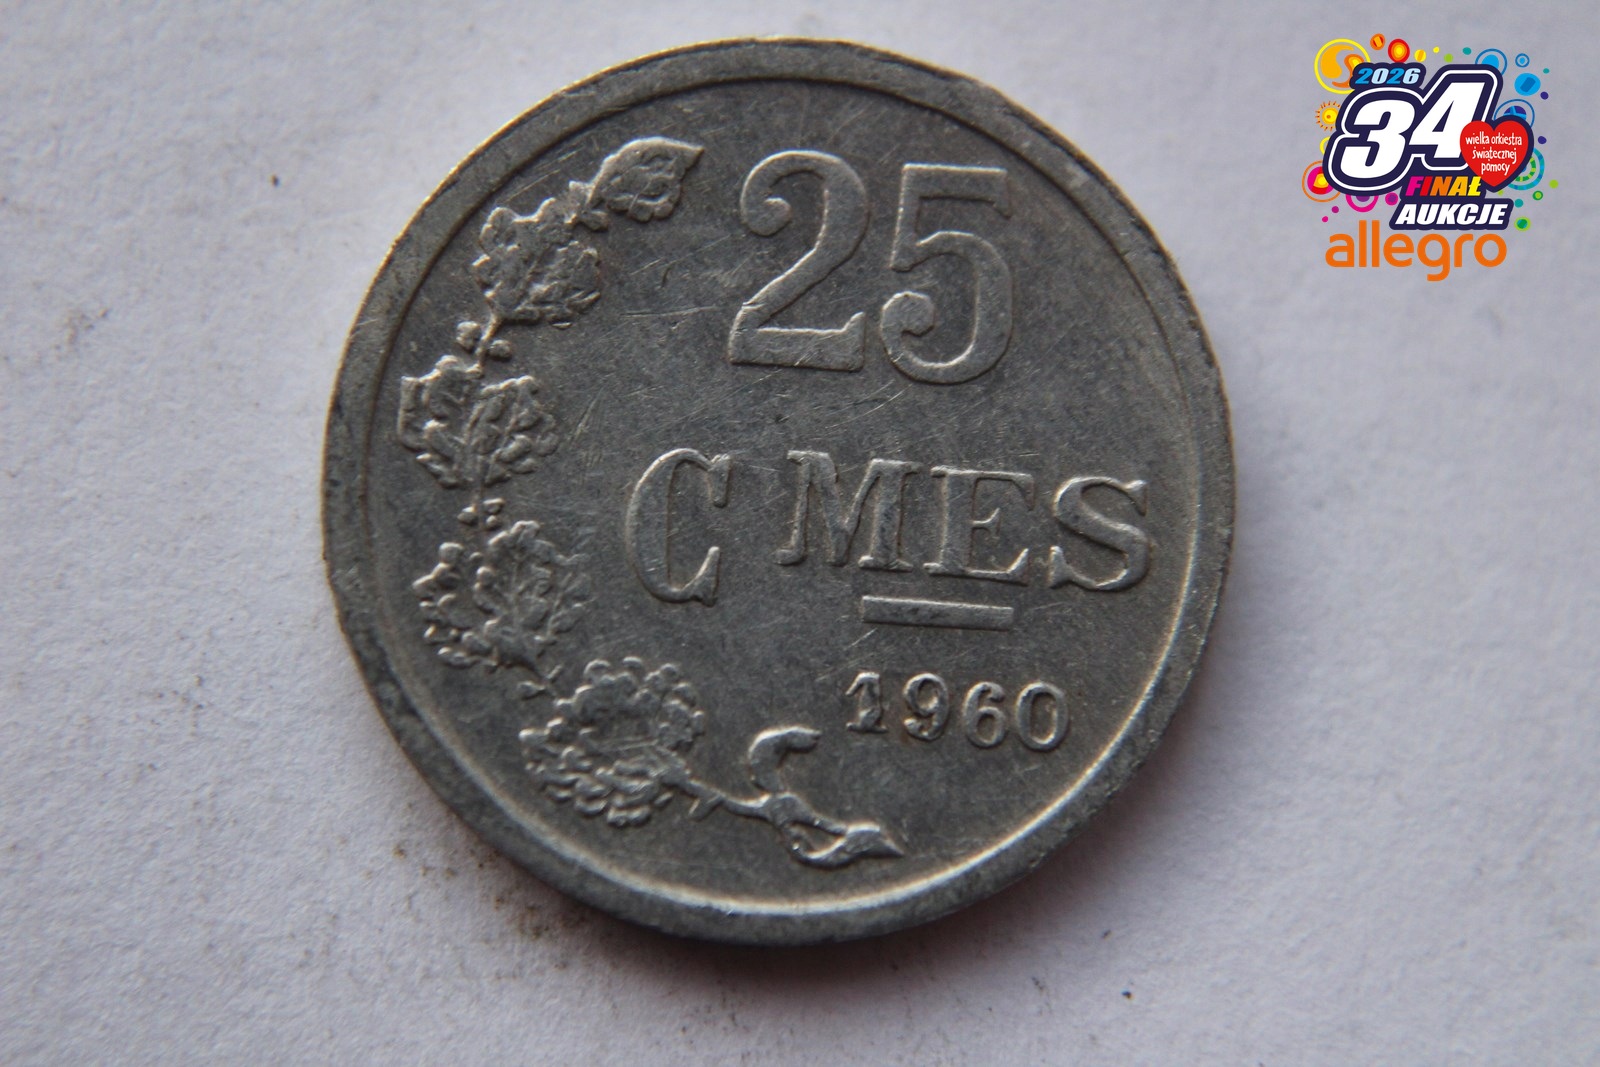 25
C MES
1960
2026
34
wielka orkiestra
świątecznej
pomocy
FINAŁ
AUKCJE
allegro